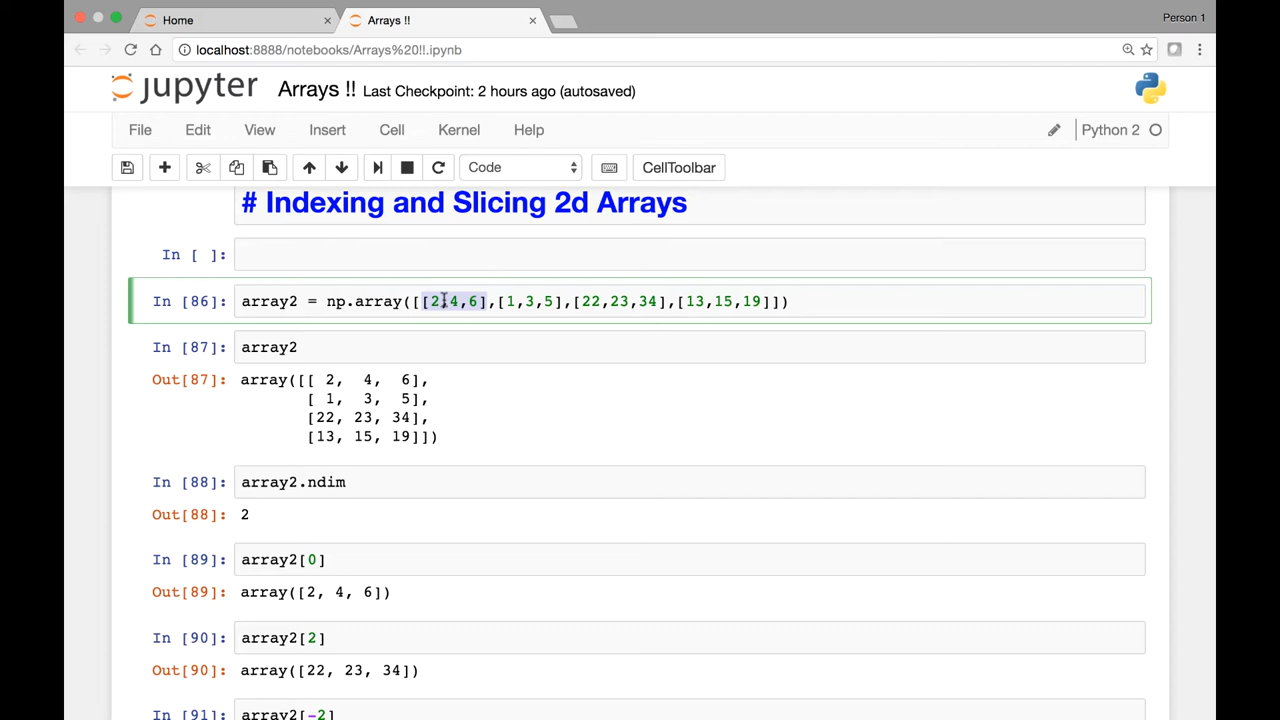 Home
Arrays !!
Person 1
localhost:8888/notebooks/Arrays%20!!.ipynb
jupyter Arrays !! Last Checkpoint: 2 hours ago (autosaved)
File Edit View Insert Cell Kernel Help Python 2
Code CellToolbar
# Indexing and Slicing 2d Arrays
In [ ]:
In [86]: array2 = np.array([[2,4,6],[1,3,5],[22,23,34],[13,15,19]])
In [87]: array2
Out[87]: array([[ 2, 4, 6],
[ 1, 3, 5],
[22, 23, 34],
[13, 15, 19]])
In [88]: array2.ndim
Out[88]: 2
In [89]: array2[0]
Out[89]: array([2, 4, 6])
In [90]: array2[2]
Out[90]: array([22, 23, 34])
In [91]: array2[-2]